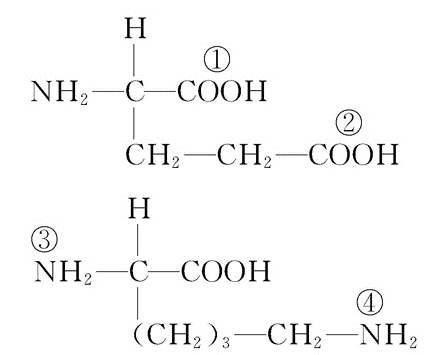 H
①
NH₂—C—COOH
②
CH₂—CH₂—COOH
H
③
NH₂—C—COOH
④
(CH₂)₃—CH₂—NH₂